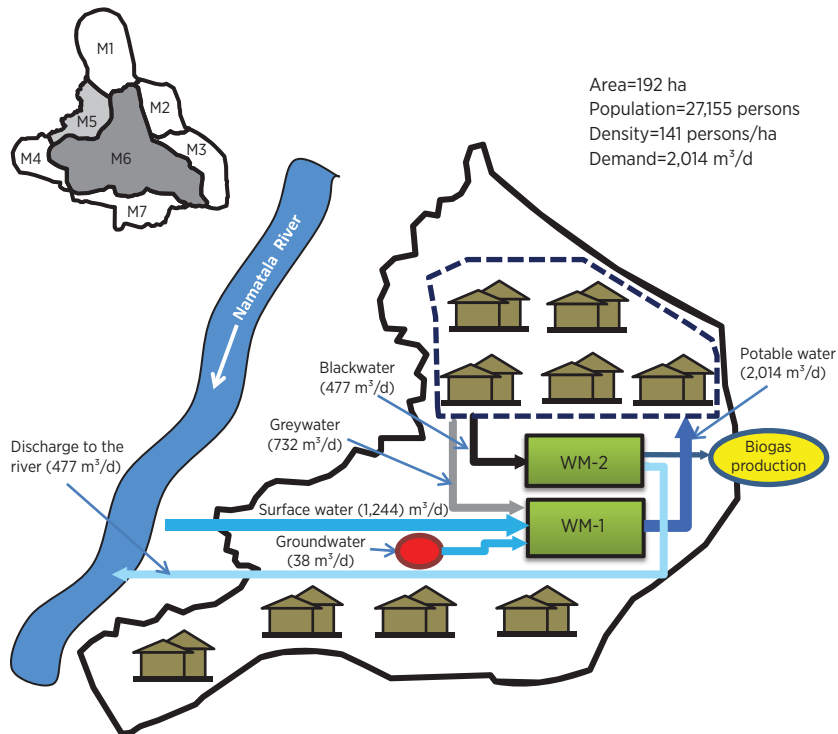 M1
M2
M5
M3
M4
M6
M7
Area=192 ha
Population=27,155 persons
Density=141 persons/ha
Demand=2,014 m³/d
Namatala River
Blackwater
(477 m³/d)
Potable water
(2,014 m³/d)
Greywater
(732 m³/d)
Discharge to the
river (477 m³/d)
WM-2
Biogas
production
Surface water (1,244) m³/d)
WM-1
Groundwater
(38 m³/d)